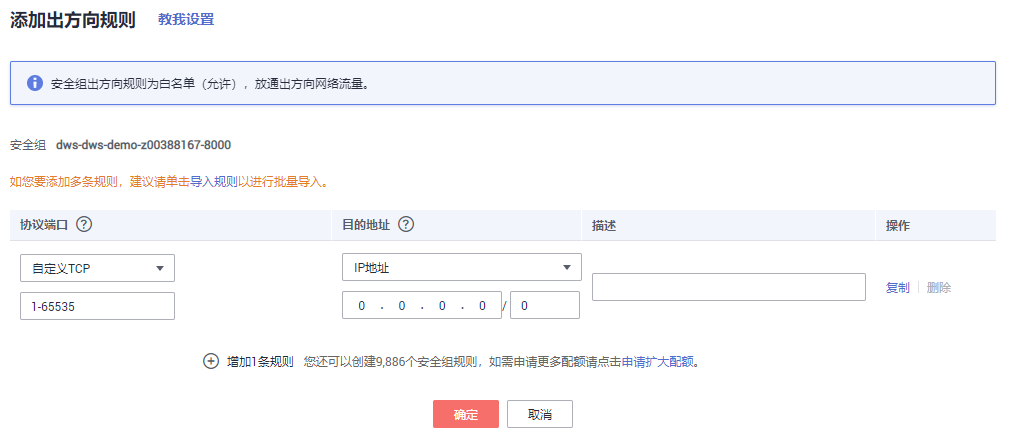 添加出方向规则 教我设置
安全组出方向规则为白名单（允许），放通出方向网络流量。
安全组 dws-dws-demo-z00388167-8000
如您要添加多条规则，建议请单击导入规则以进行批量导入。
协议端口 ? 目的地址 ? 描述 操作
自定义TCP IP地址
复制 删除
1-65535 0 . 0 . 0 . 0 / 0
增加1条规则 您还可以创建9,886个安全组规则，如需申请更多配额请点击申请扩大配额。
确定 取消